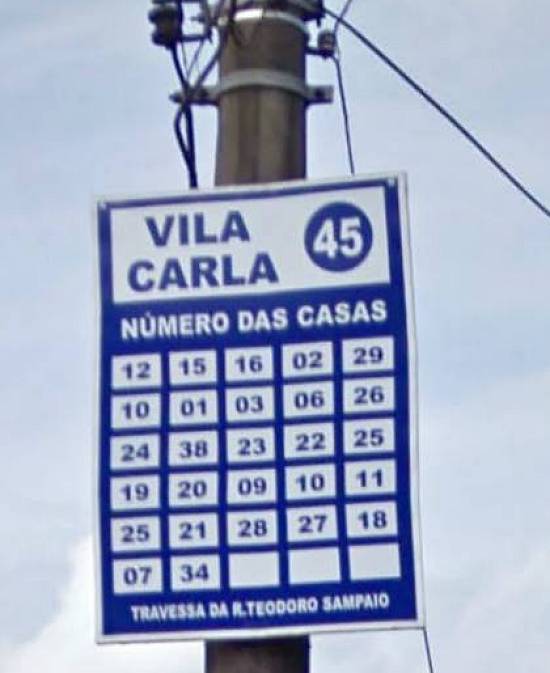 VILA 45
CARLA
NÚMERO DAS CASAS
12 15 16 02 29
10 01 03 06 26
24 38 23 22 25
19 20 09 10 11
25 21 28 27 18
07 34
TRAVESSA DA R.TEODORO SAMPAIO